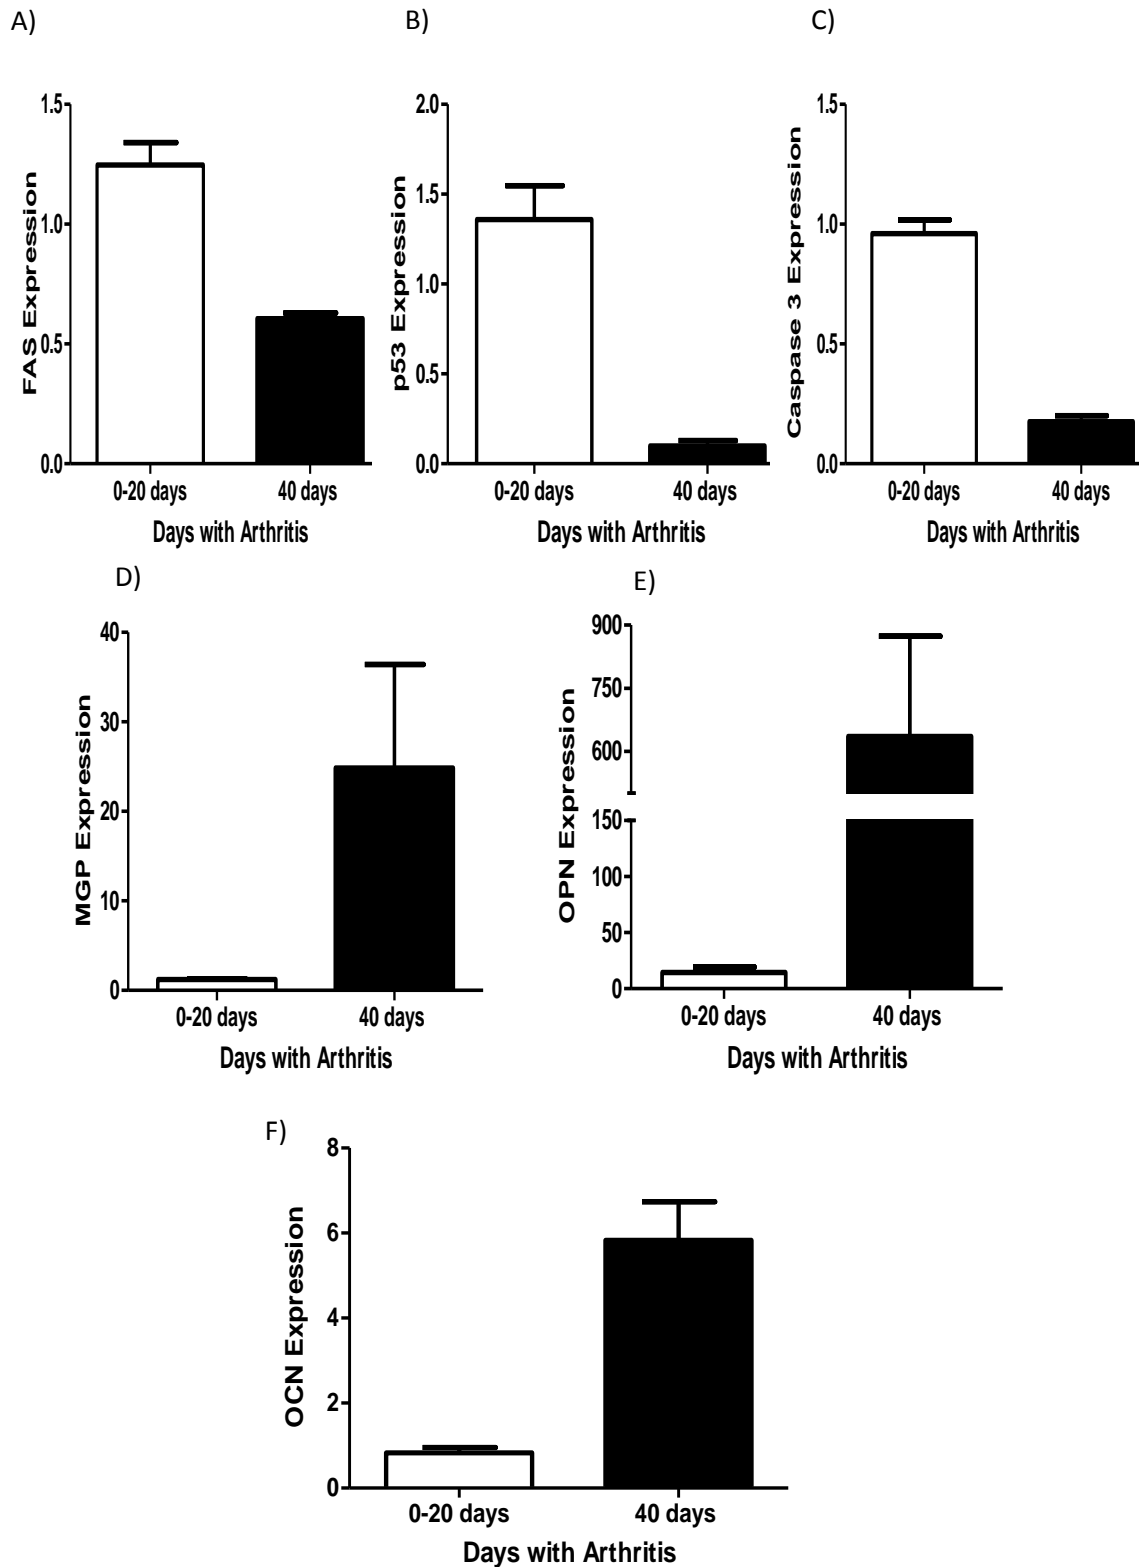 A)
B)
C)
1.5
1.0
0.5
0.0
FAS Expression
0-20 days
40 days
Days with Arthritis
2.0
1.5
1.0
0.5
0.0
p53 Expression
0-20 days
40 days
Days with Arthritis
1.5
1.0
0.5
0.0
Caspase 3 Expression
0-20 days
40 days
Days with Arthritis
D)
40
30
20
10
0
MGP Expression
0-20 days
40 days
Days with Arthritis
E)
900
750
600
150
100
50
0
OPN Expression
0-20 days
40 days
Days with Arthritis
F)
8
6
4
2
0
OCN Expression
0-20 days
40 days
Days with Arthritis